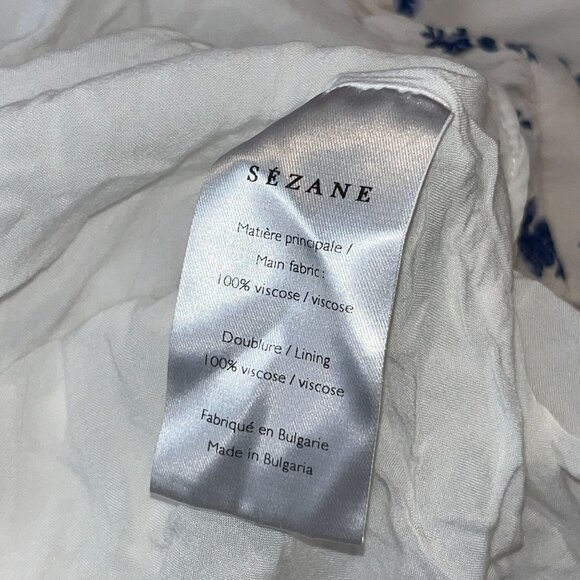 SÉZANE
Matière principale /
Main fabric :
100% viscose / viscose
Doublure / Lining
100% viscose / viscose
Fabriqué en Bulgarie
Made in Bulgaria